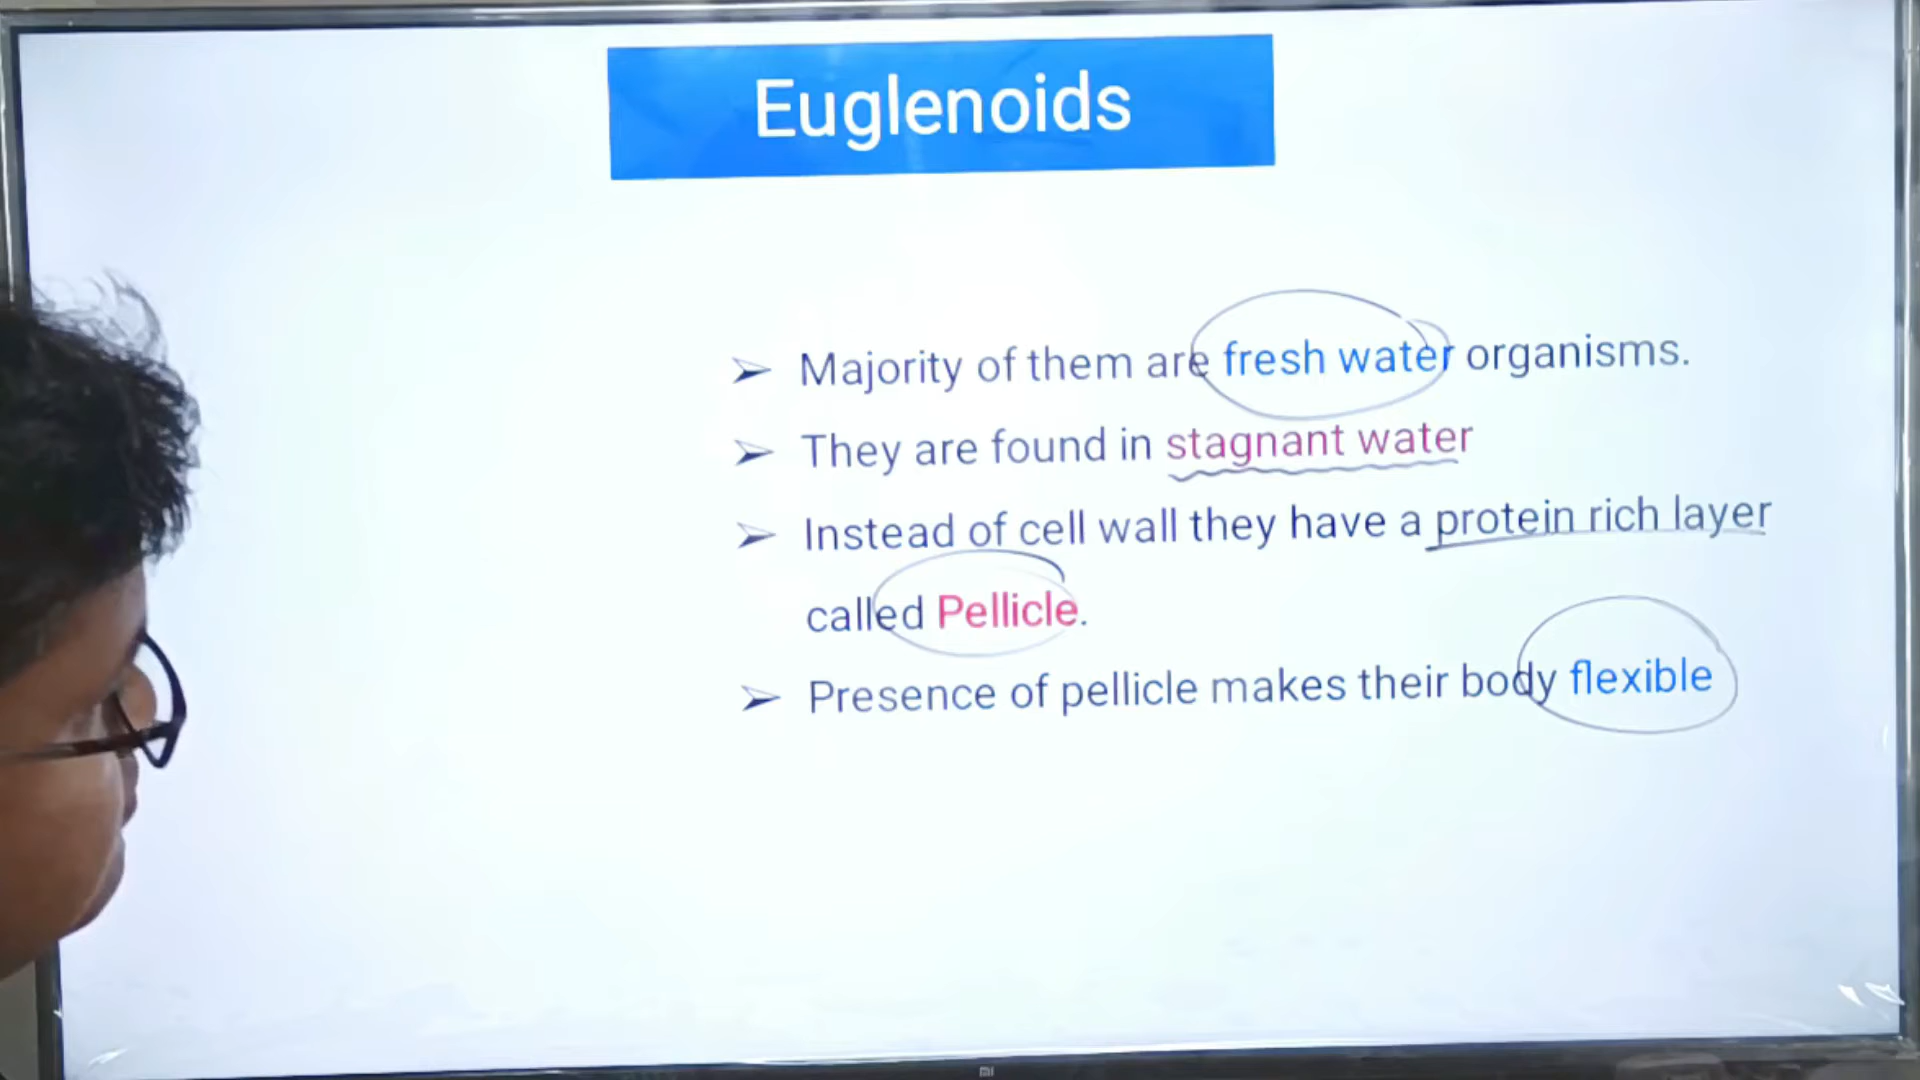 Euglenoids
➤ Majority of them are fresh water organisms.
➤ They are found in stagnant water
➤ Instead of cell wall they have a protein rich layer
called Pellicle.
➤ Presence of pellicle makes their body flexible
mi